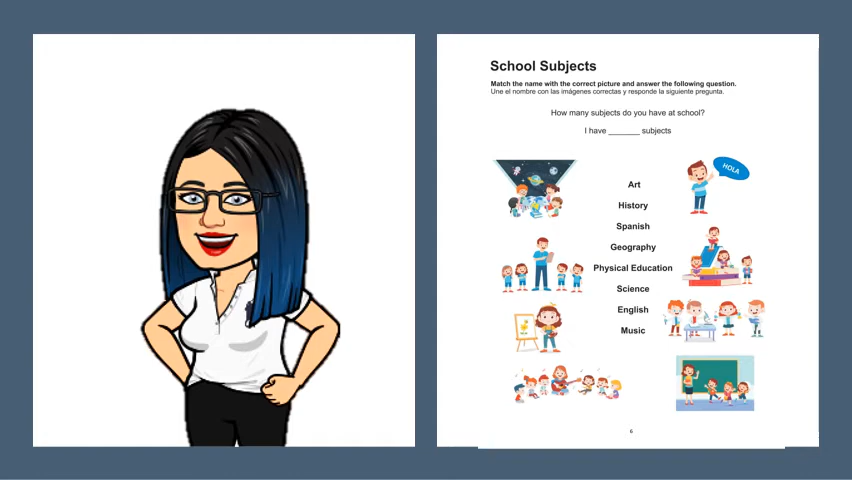 School Subjects
Match the name with the correct picture and answer the following question.
Une el nombre con las imágenes correctas y responde la siguiente pregunta.
How many subjects do you have at school?
I have _______ subjects
HOLA
Art
History
Spanish
Geography
Physical Education
Science
English
Music
6